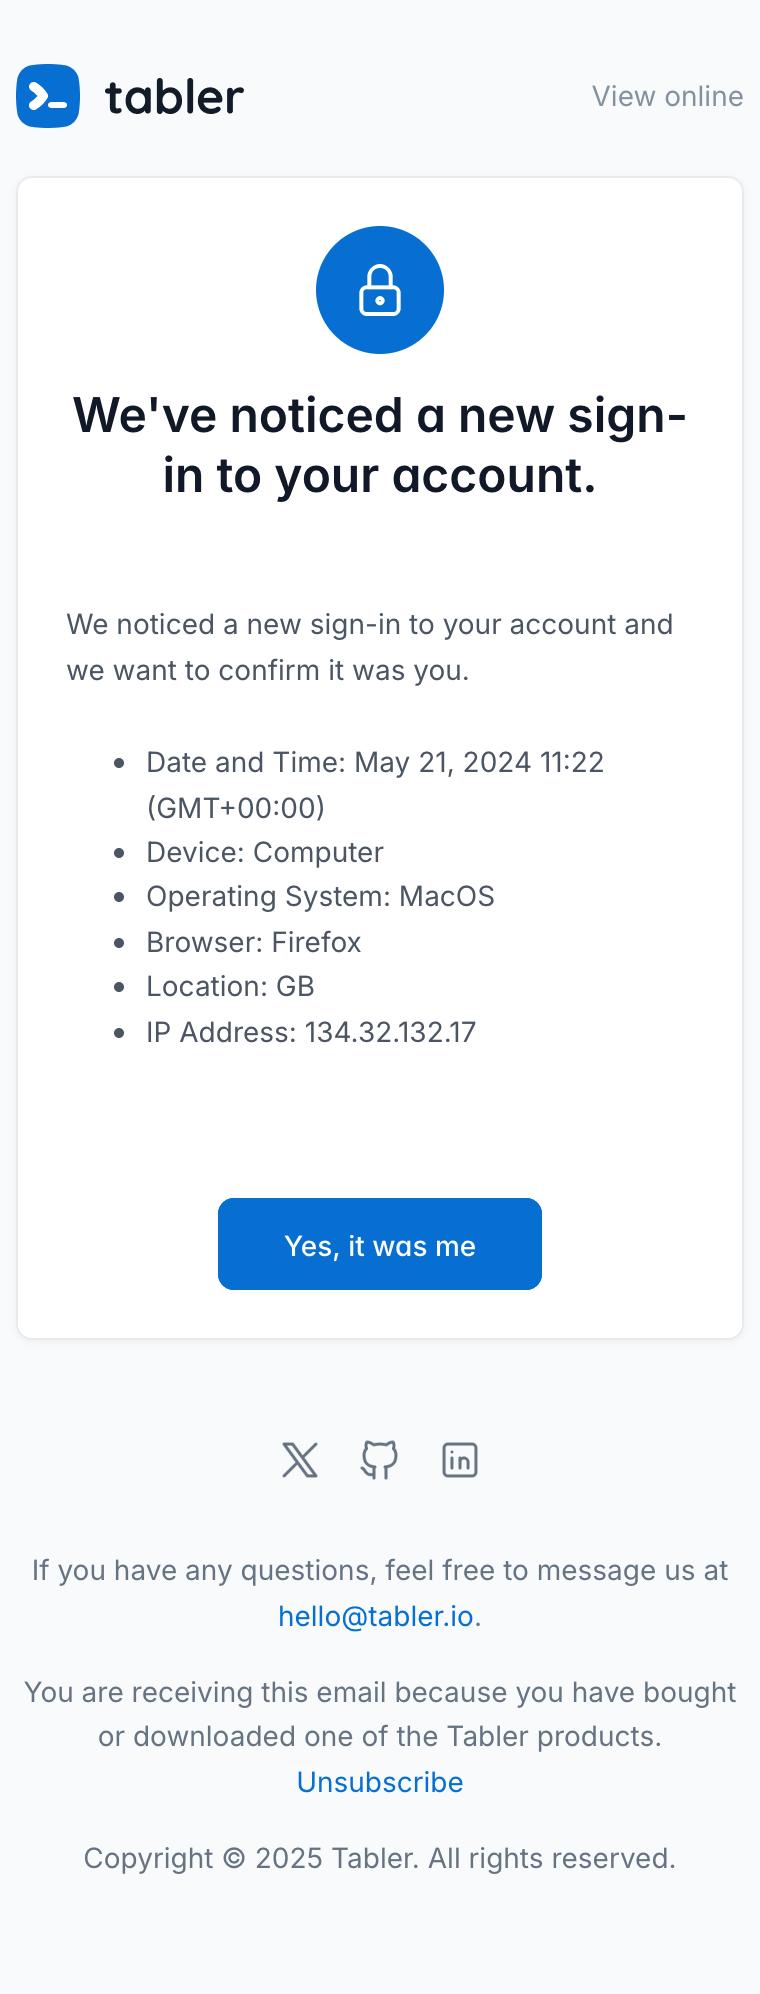 tabler
View online
We've noticed a new sign-
in to your account.
We noticed a new sign-in to your account and
we want to confirm it was you.
• Date and Time: May 21, 2024 11:22
(GMT+00:00)
• Device: Computer
• Operating System: MacOS
• Browser: Firefox
• Location: GB
• IP Address: 134.32.132.17
Yes, it was me
If you have any questions, feel free to message us at
hello@tabler.io.
You are receiving this email because you have bought
or downloaded one of the Tabler products.
Unsubscribe
Copyright © 2025 Tabler. All rights reserved.